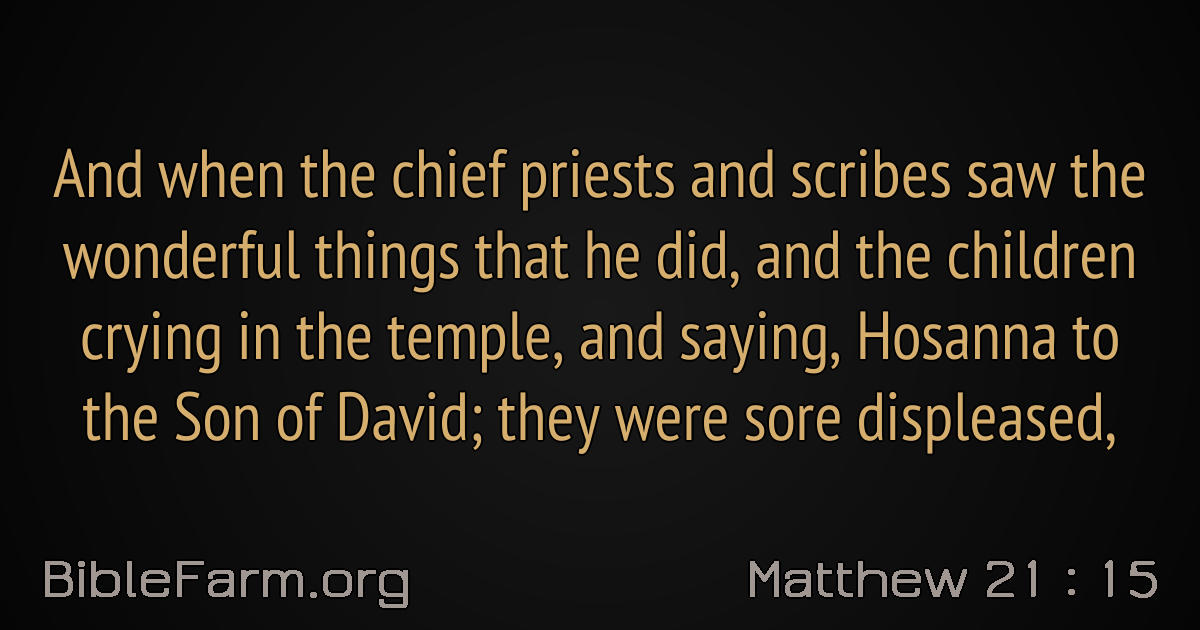 And when the chief priests and scribes saw the
wonderful things that he did, and the children
crying in the temple, and saying, Hosanna to
the Son of David; they were sore displeased,
BibleFarm.org
Matthew 21 : 15